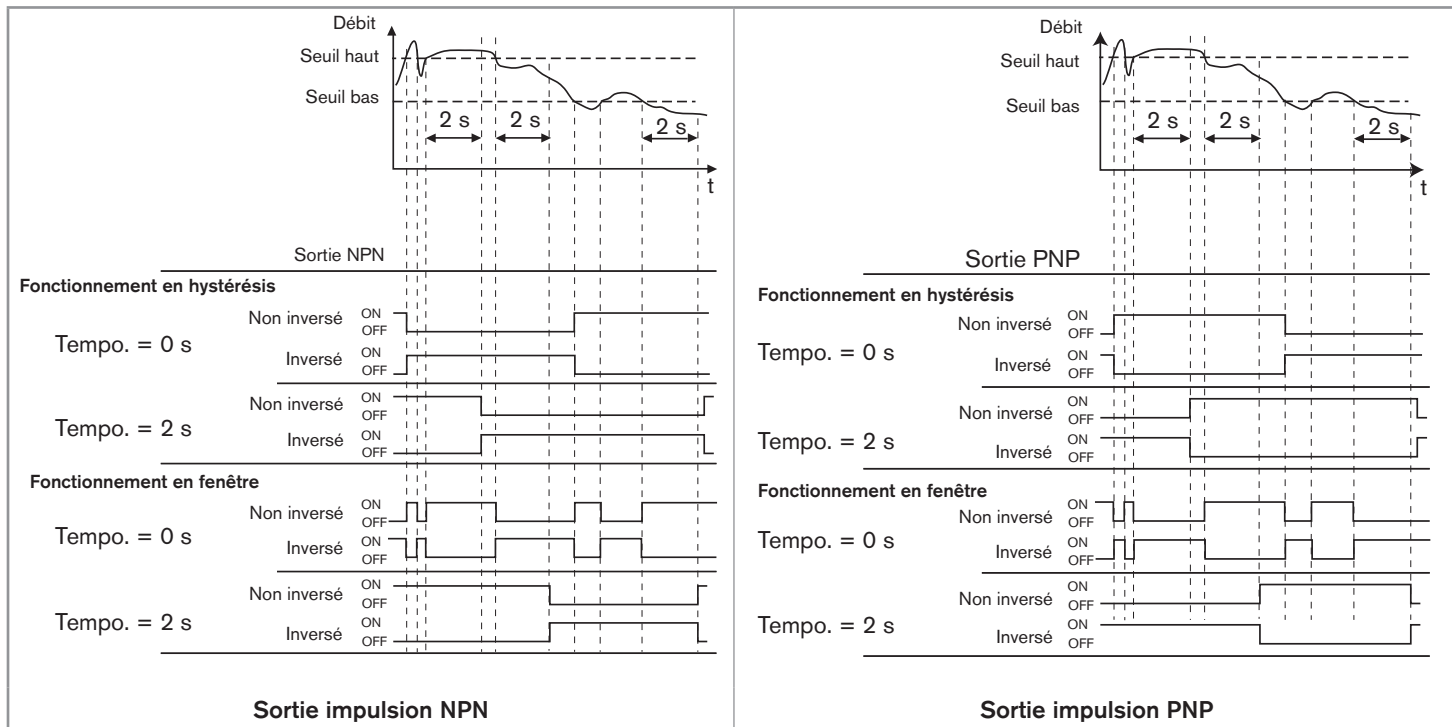 Débit
Seuil haut
Seuil bas
2 s
2 s
2 s
t
Sortie NPN
Fonctionnement en hystérésis
Tempo. = 0 s
Non inversé
ON
OFF
Inversé
ON
OFF
Tempo. = 2 s
Non inversé
ON
OFF
Inversé
ON
OFF
Fonctionnement en fenêtre
Tempo. = 0 s
Non inversé
ON
OFF
Inversé
ON
OFF
Tempo. = 2 s
Non inversé
ON
OFF
Inversé
ON
OFF
Sortie impulsion NPN
Débit
Seuil haut
Seuil bas
2 s
2 s
2 s
t
Sortie PNP
Fonctionnement en hystérésis
Tempo. = 0 s
Non inversé
ON
OFF
Inversé
ON
OFF
Tempo. = 2 s
Non inversé
ON
OFF
Inversé
ON
OFF
Fonctionnement en fenêtre
Tempo. = 0 s
Non inversé
ON
OFF
Inversé
ON
OFF
Tempo. = 2 s
Non inversé
ON
OFF
Inversé
ON
OFF
Sortie impulsion PNP